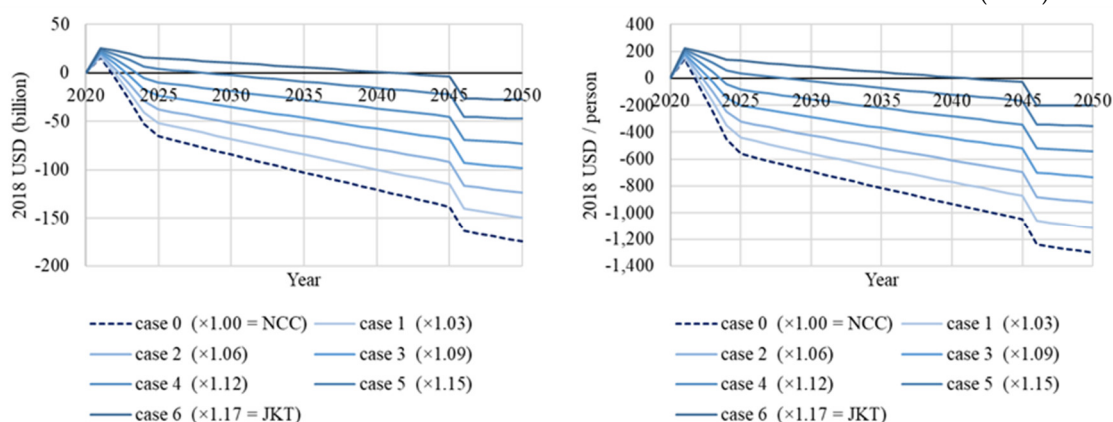 50
0
-50
-100
-150
-200
2018 USD (billion)
2020 2025 2030 2035 2040 2045 2050
Year
case 0 (×1.00 = NCC) case 1 (×1.03)
case 2 (×1.06) case 3 (×1.09)
case 4 (×1.12) case 5 (×1.15)
case 6 (×1.17 = JKT)
400
200
0
-200
-400
-600
-800
-1,000
-1,200
-1,400
2018 USD / person
2020 2025 2030 2035 2040 2045 2050
Year
case 0 (×1.00 = NCC) case 1 (×1.03)
case 2 (×1.06) case 3 (×1.09)
case 4 (×1.12) case 5 (×1.15)
case 6 (×1.17 = JKT)